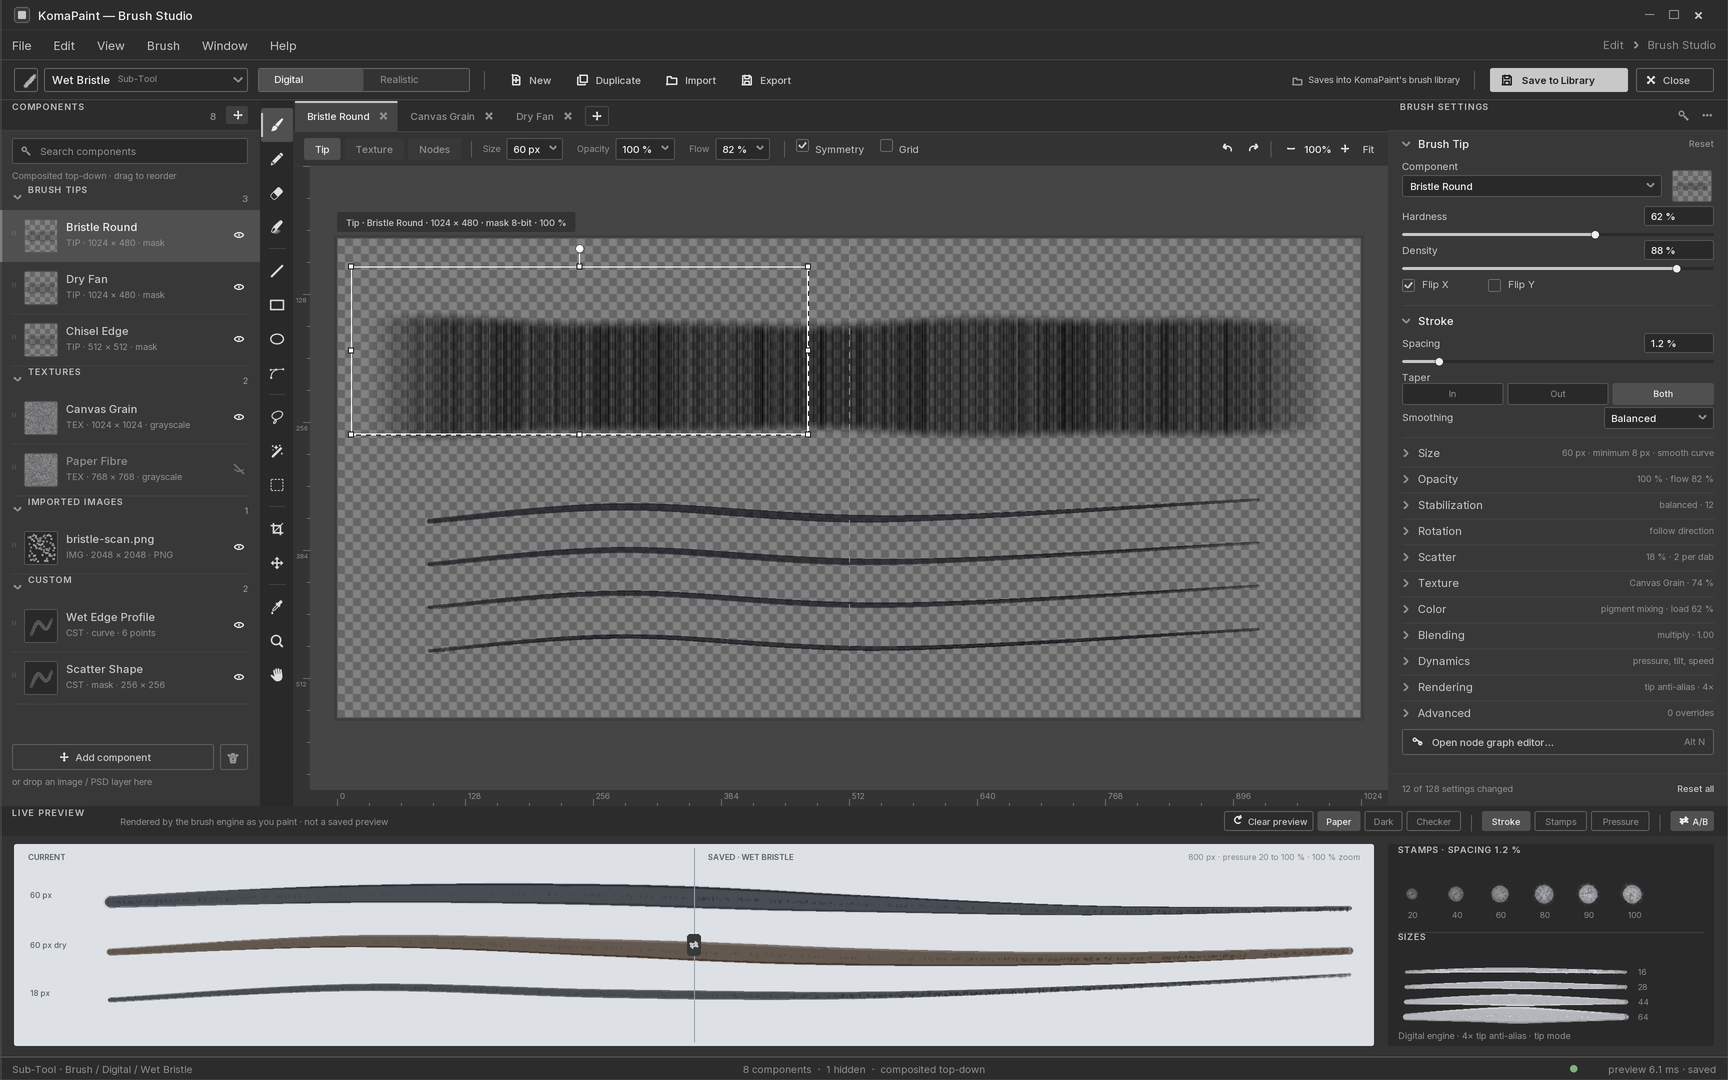 KomaPaint — Brush Studio
File Edit View Brush Window Help
Edit > Brush Studio
Wet Bristle Sub-Tool
Digital Realistic
New Duplicate Import Export
Saves into KomaPaint's brush library
Save to Library
Close
COMPONENTS
8
Search components
Composited top-down · drag to reorder
BRUSH TIPS
3
Bristle Round
TIP · 1024 × 480 · mask
Dry Fan
TIP · 1024 × 480 · mask
Chisel Edge
TIP · 512 × 512 · mask
TEXTURES
2
Canvas Grain
TEX · 1024 × 1024 · grayscale
Paper Fibre
TEX · 768 × 768 · grayscale
IMPORTED IMAGES
1
bristle-scan.png
IMG · 2048 × 2048 · PNG
CUSTOM
2
Wet Edge Profile
CST · curve · 6 points
Scatter Shape
CST · mask · 256 × 256
Add component
or drop an image / PSD layer here
Bristle Round Canvas Grain Dry Fan
Tip Texture Nodes Size 60 px Opacity 100 % Flow 82 % Symmetry Grid 100% Fit
Tip · Bristle Round · 1024 × 480 · mask 8-bit · 100 %
128
256
384
512
0 128 256 384 512 640 768 896 1024
BRUSH SETTINGS
Brush Tip Reset
Component
Bristle Round
Hardness 62 %
Density 88 %
Flip X Flip Y
Stroke
Spacing 1.2 %
Taper
In Out Both
Smoothing Balanced
Size 60 px · minimum 8 px · smooth curve
Opacity 100 % · flow 82 %
Stabilization balanced · 12
Rotation follow direction
Scatter 18 % · 2 per dab
Texture Canvas Grain · 74 %
Color pigment mixing · load 62 %
Blending multiply · 1.00
Dynamics pressure, tilt, speed
Rendering tip anti-alias · 4×
Advanced 0 overrides
Open node graph editor... Alt N
12 of 128 settings changed Reset all
LIVE PREVIEW
Rendered by the brush engine as you paint · not a saved preview
Clear preview Paper Dark Checker Stroke Stamps Pressure A/B
CURRENT
SAVED · WET BRISTLE
800 px · pressure 20 to 100 % · 100 % zoom
60 px
60 px dry
18 px
STAMPS · SPACING 1.2 %
20 40 60 80 90 100
SIZES
16
28
44
64
Digital engine · 4× tip anti-alias · tip mode
Sub-Tool · Brush / Digital / Wet Bristle
8 components · 1 hidden · composited top-down
preview 6.1 ms · saved